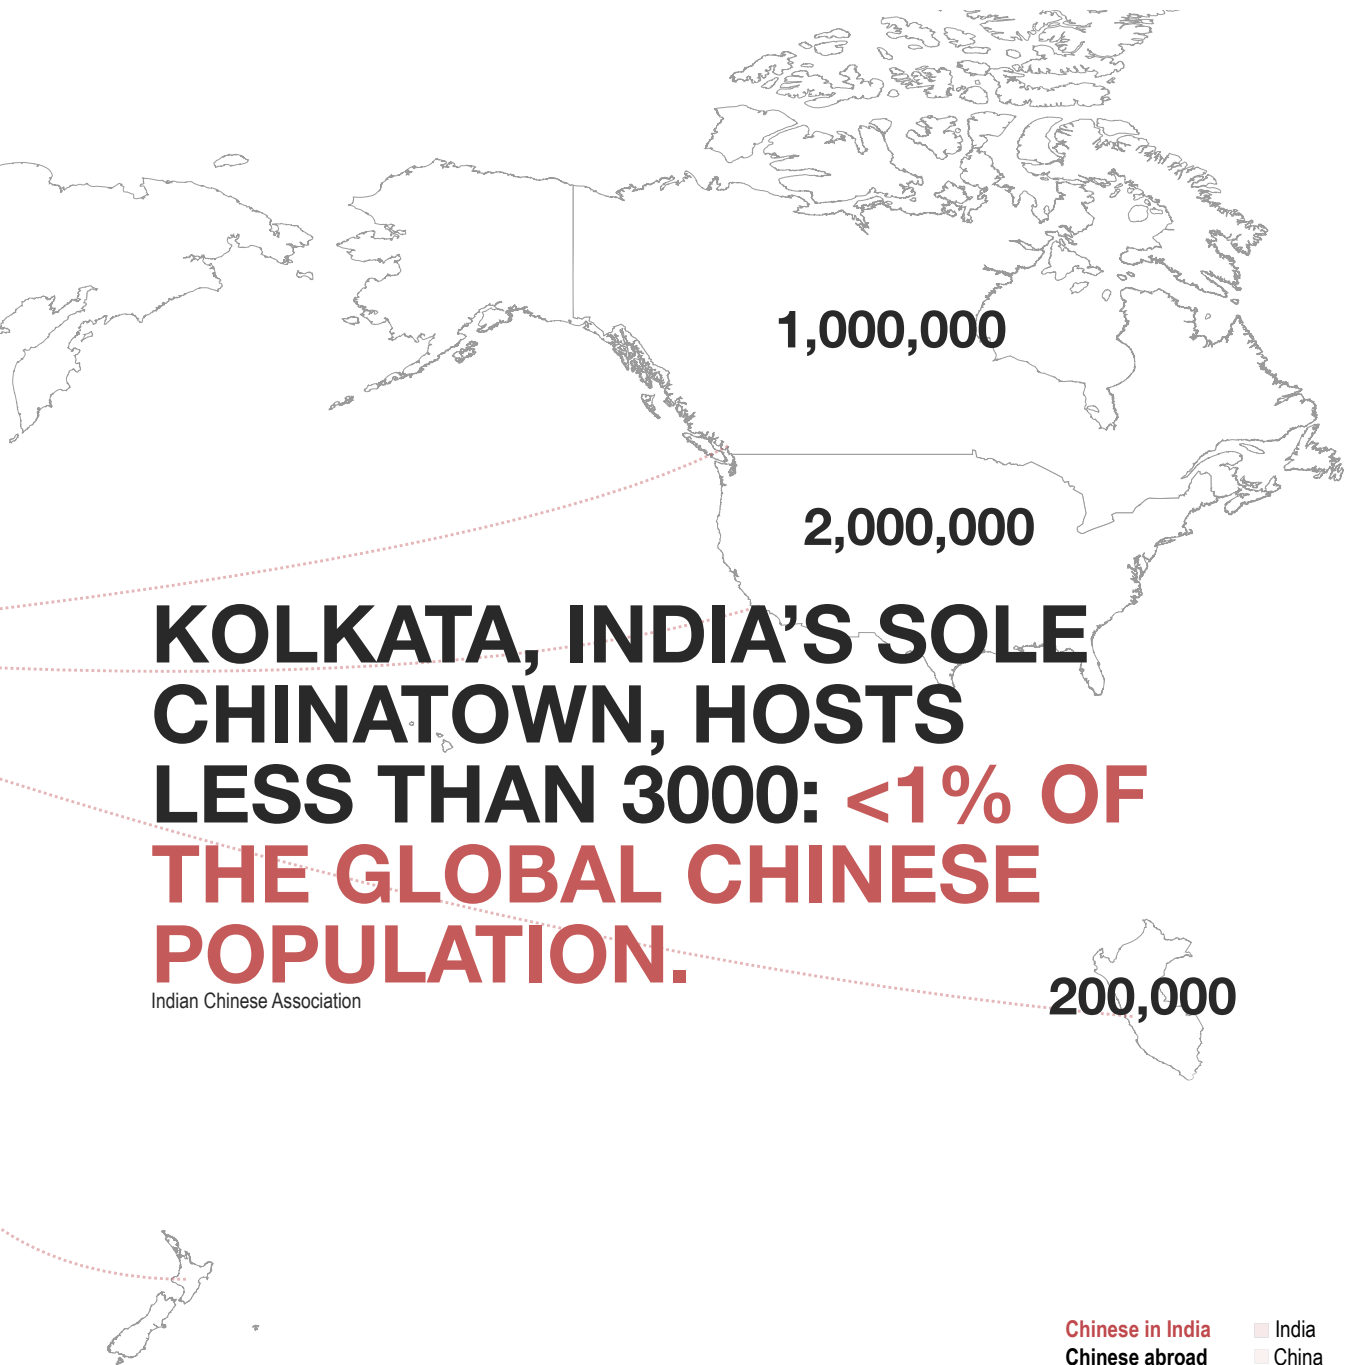 1,000,000
2,000,000
KOLKATA, INDIA’S SOLE
CHINATOWN, HOSTS
LESS THAN 3000: <1% OF
THE GLOBAL CHINESE
POPULATION.
Indian Chinese Association
200,000
Chinese in India
India
Chinese abroad
China